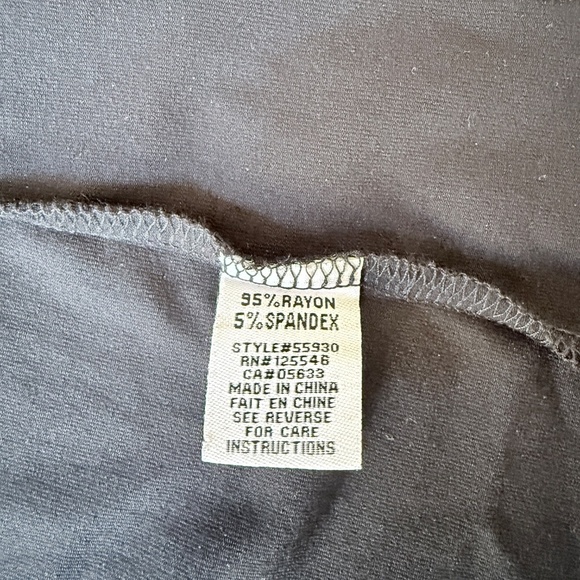 95%RAYON
5%SPANDEX
STYLE#55930
RN#125546
CA#05633
MADE IN CHINA
FAIT EN CHINE
SEE REVERSE
FOR CARE
INSTRUCTIONS